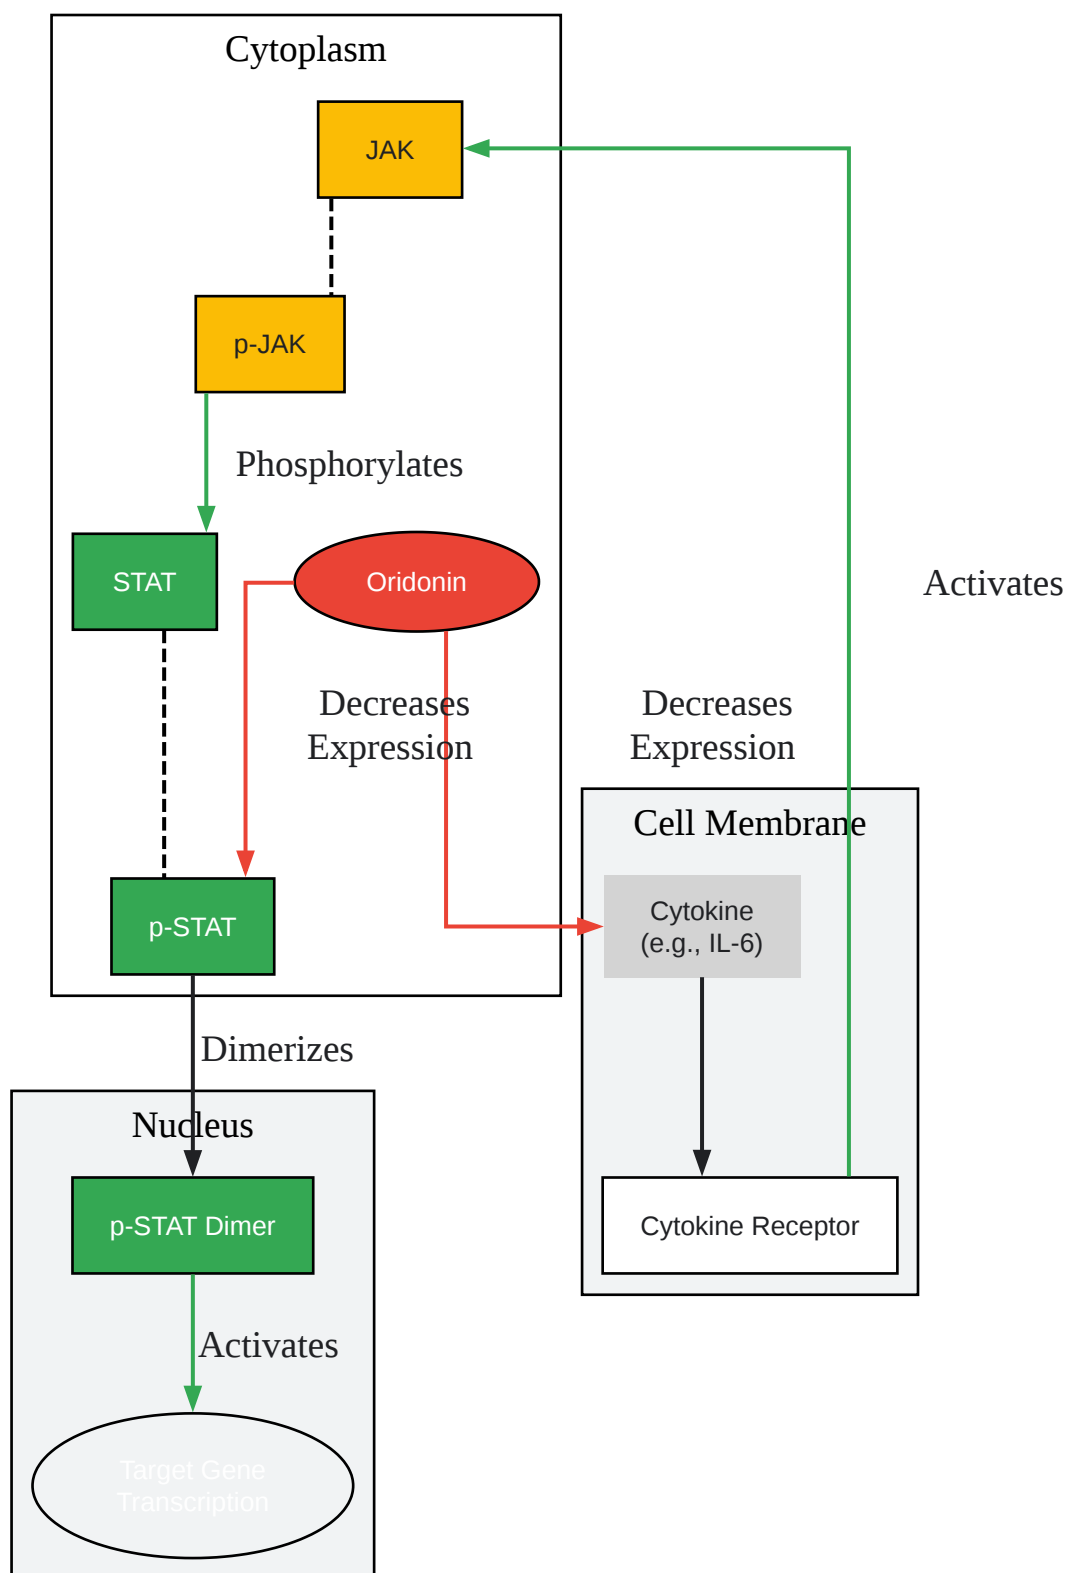 Cytoplasm
JAK
p-JAK
Phosphorylates
STAT
Oridonin
Activates
Decreases
Expression
Decreases
Expression
Cell Membrane
Cytokine
(e.g., IL-6)
p-STAT
Dimerizes
Nucleus
p-STAT Dimer
Cytokine Receptor
Activates
Target Gene
Transcription